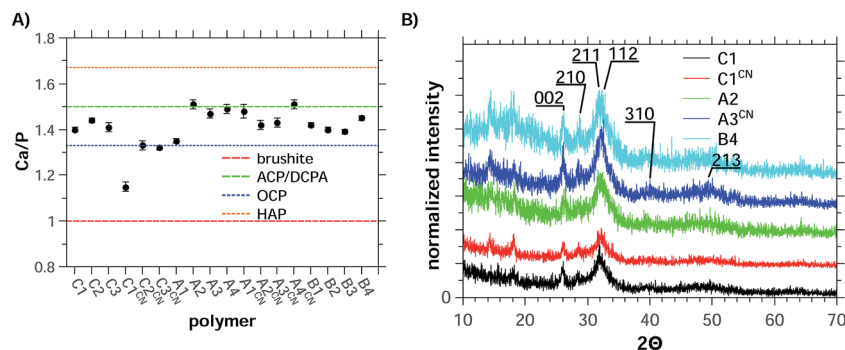 A)
1.8
1.6
1.4
1.2
1
0.8
Ca/P
brushite
ACP/DCPA
OCP
HAP
C1
C2
C3
C1CN
C2CN
C3CN
A1
A2
A3
A4
A1CN
A2CN
A3CN
A4CN
B1
B2
B3
B4
polymer
B)
normalized intensity
0
002
210
211
112
310
213
C1
C1CN
A2
A3CN
B4
10 20 30 40 50 60 70
2Θ